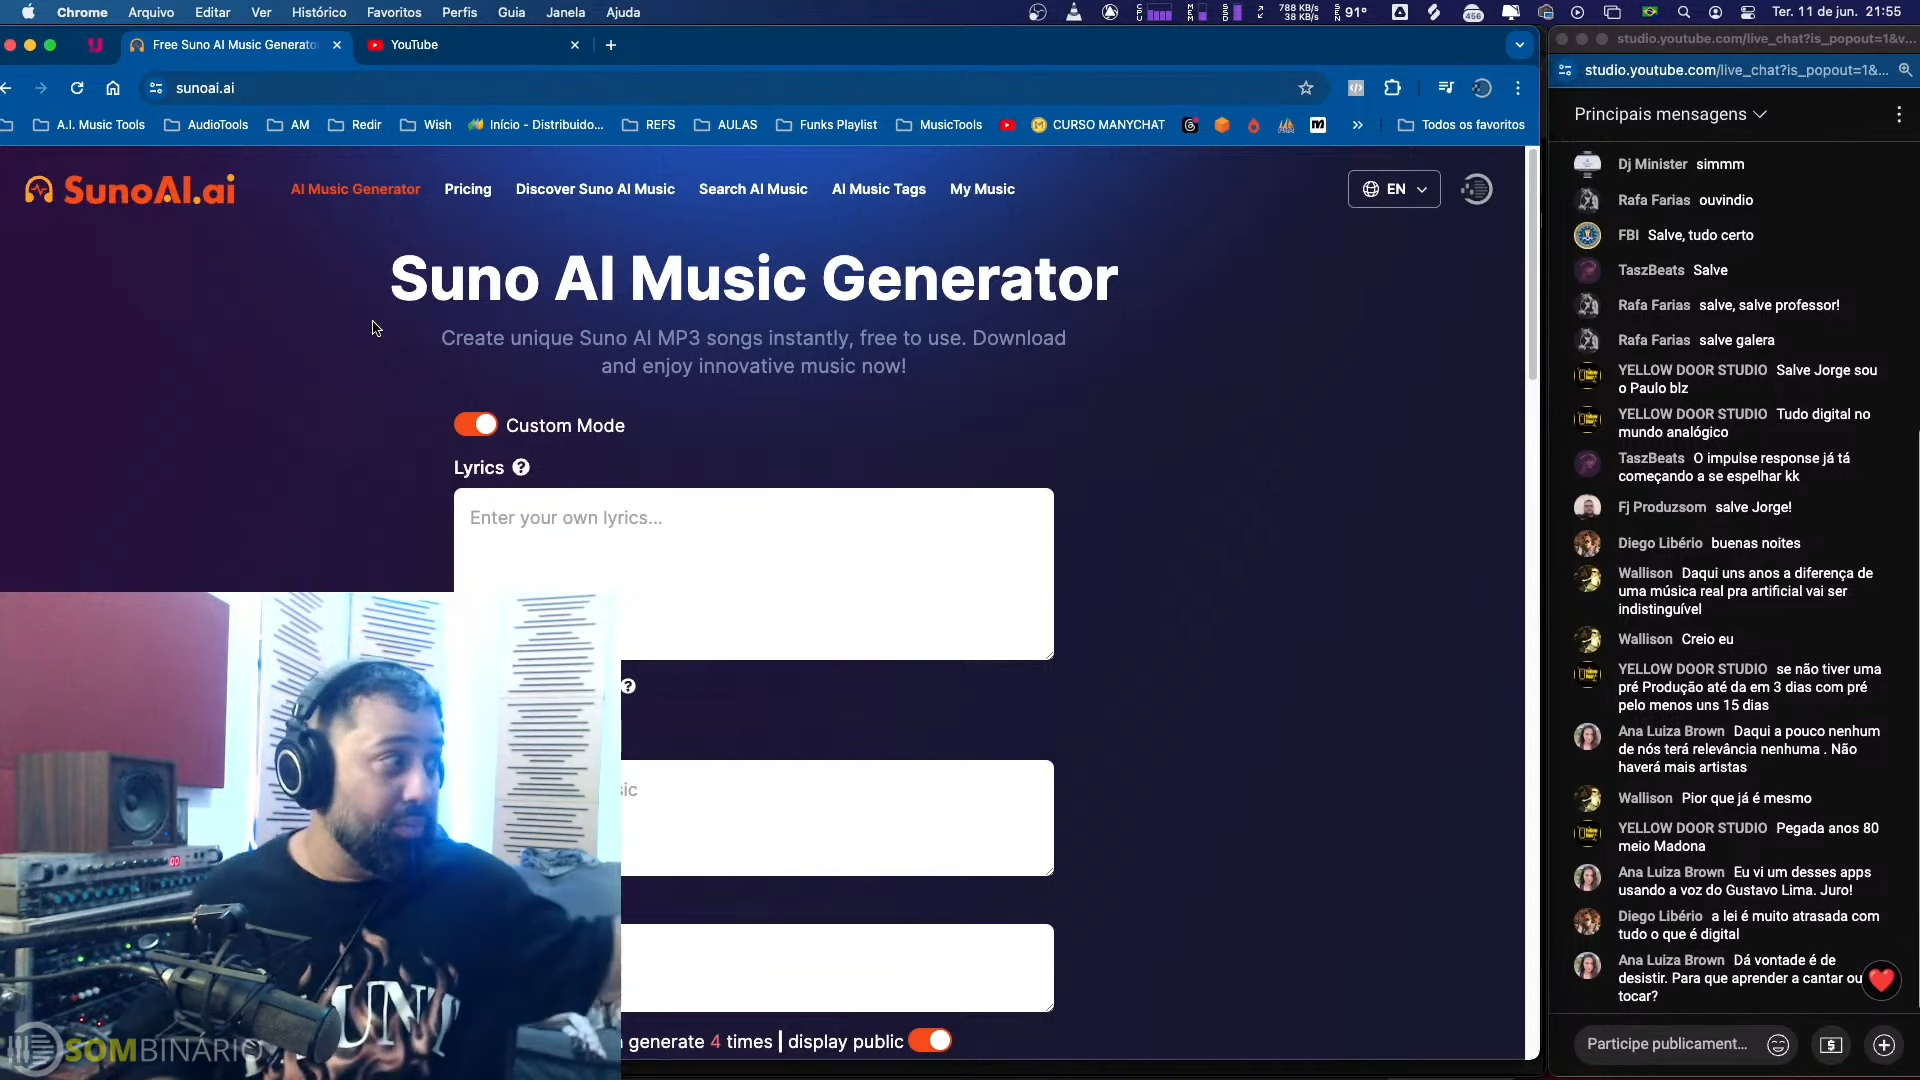 Chrome Arquivo Editar Ver Histórico Favoritos Perfis Guia Janela Ajuda
788 KB/s
38 KB/s
91°
456
Ter. 11 de jun. 21:55
Free Suno AI Music Generato
YouTube
sunoai.ai
A.I. Music Tools AudioTools AM Redir Wish Início - Distribuido... REFS AULAS Funks Playlist MusicTools CURSO MANYCHAT Todos os favoritos
SunoAI.ai
AI Music Generator Pricing Discover Suno AI Music Search AI Music AI Music Tags My Music
EN
Suno AI Music Generator
Create unique Suno AI MP3 songs instantly, free to use. Download
and enjoy innovative music now!
Custom Mode
Lyrics
Enter your own lyrics...
sic
generate 4 times | display public
SOMBINÁRIO
studio.youtube.com/live_chat?is_popout=1&v...
studio.youtube.com/live_chat?is_popout=1&...
Principais mensagens
Dj Minister simmm
Rafa Farias ouvindio
FBI Salve, tudo certo
TaszBeats Salve
Rafa Farias salve, salve professor!
Rafa Farias salve galera
YELLOW DOOR STUDIO Salve Jorge sou
o Paulo blz
YELLOW DOOR STUDIO Tudo digital no
mundo analógico
TaszBeats O impulse response já tá
começando a se espelhar kk
Fj Produzsom salve Jorge!
Diego Libério buenas noites
Wallison Daqui uns anos a diferença de
uma música real pra artificial vai ser
indistinguível
Wallison Creio eu
YELLOW DOOR STUDIO se não tiver uma
pré Produção até da em 3 dias com pré
pelo menos uns 15 dias
Ana Luiza Brown Daqui a pouco nenhum
de nós terá relevância nenhuma . Não
haverá mais artistas
Wallison Pior que já é mesmo
YELLOW DOOR STUDIO Pegada anos 80
meio Madona
Ana Luiza Brown Eu vi um desses apps
usando a voz do Gustavo Lima. Juro!
Diego Libério a lei é muito atrasada com
tudo o que é digital
Ana Luiza Brown Dá vontade é de
desistir. Para que aprender a cantar ou
tocar?
Participe publicament...